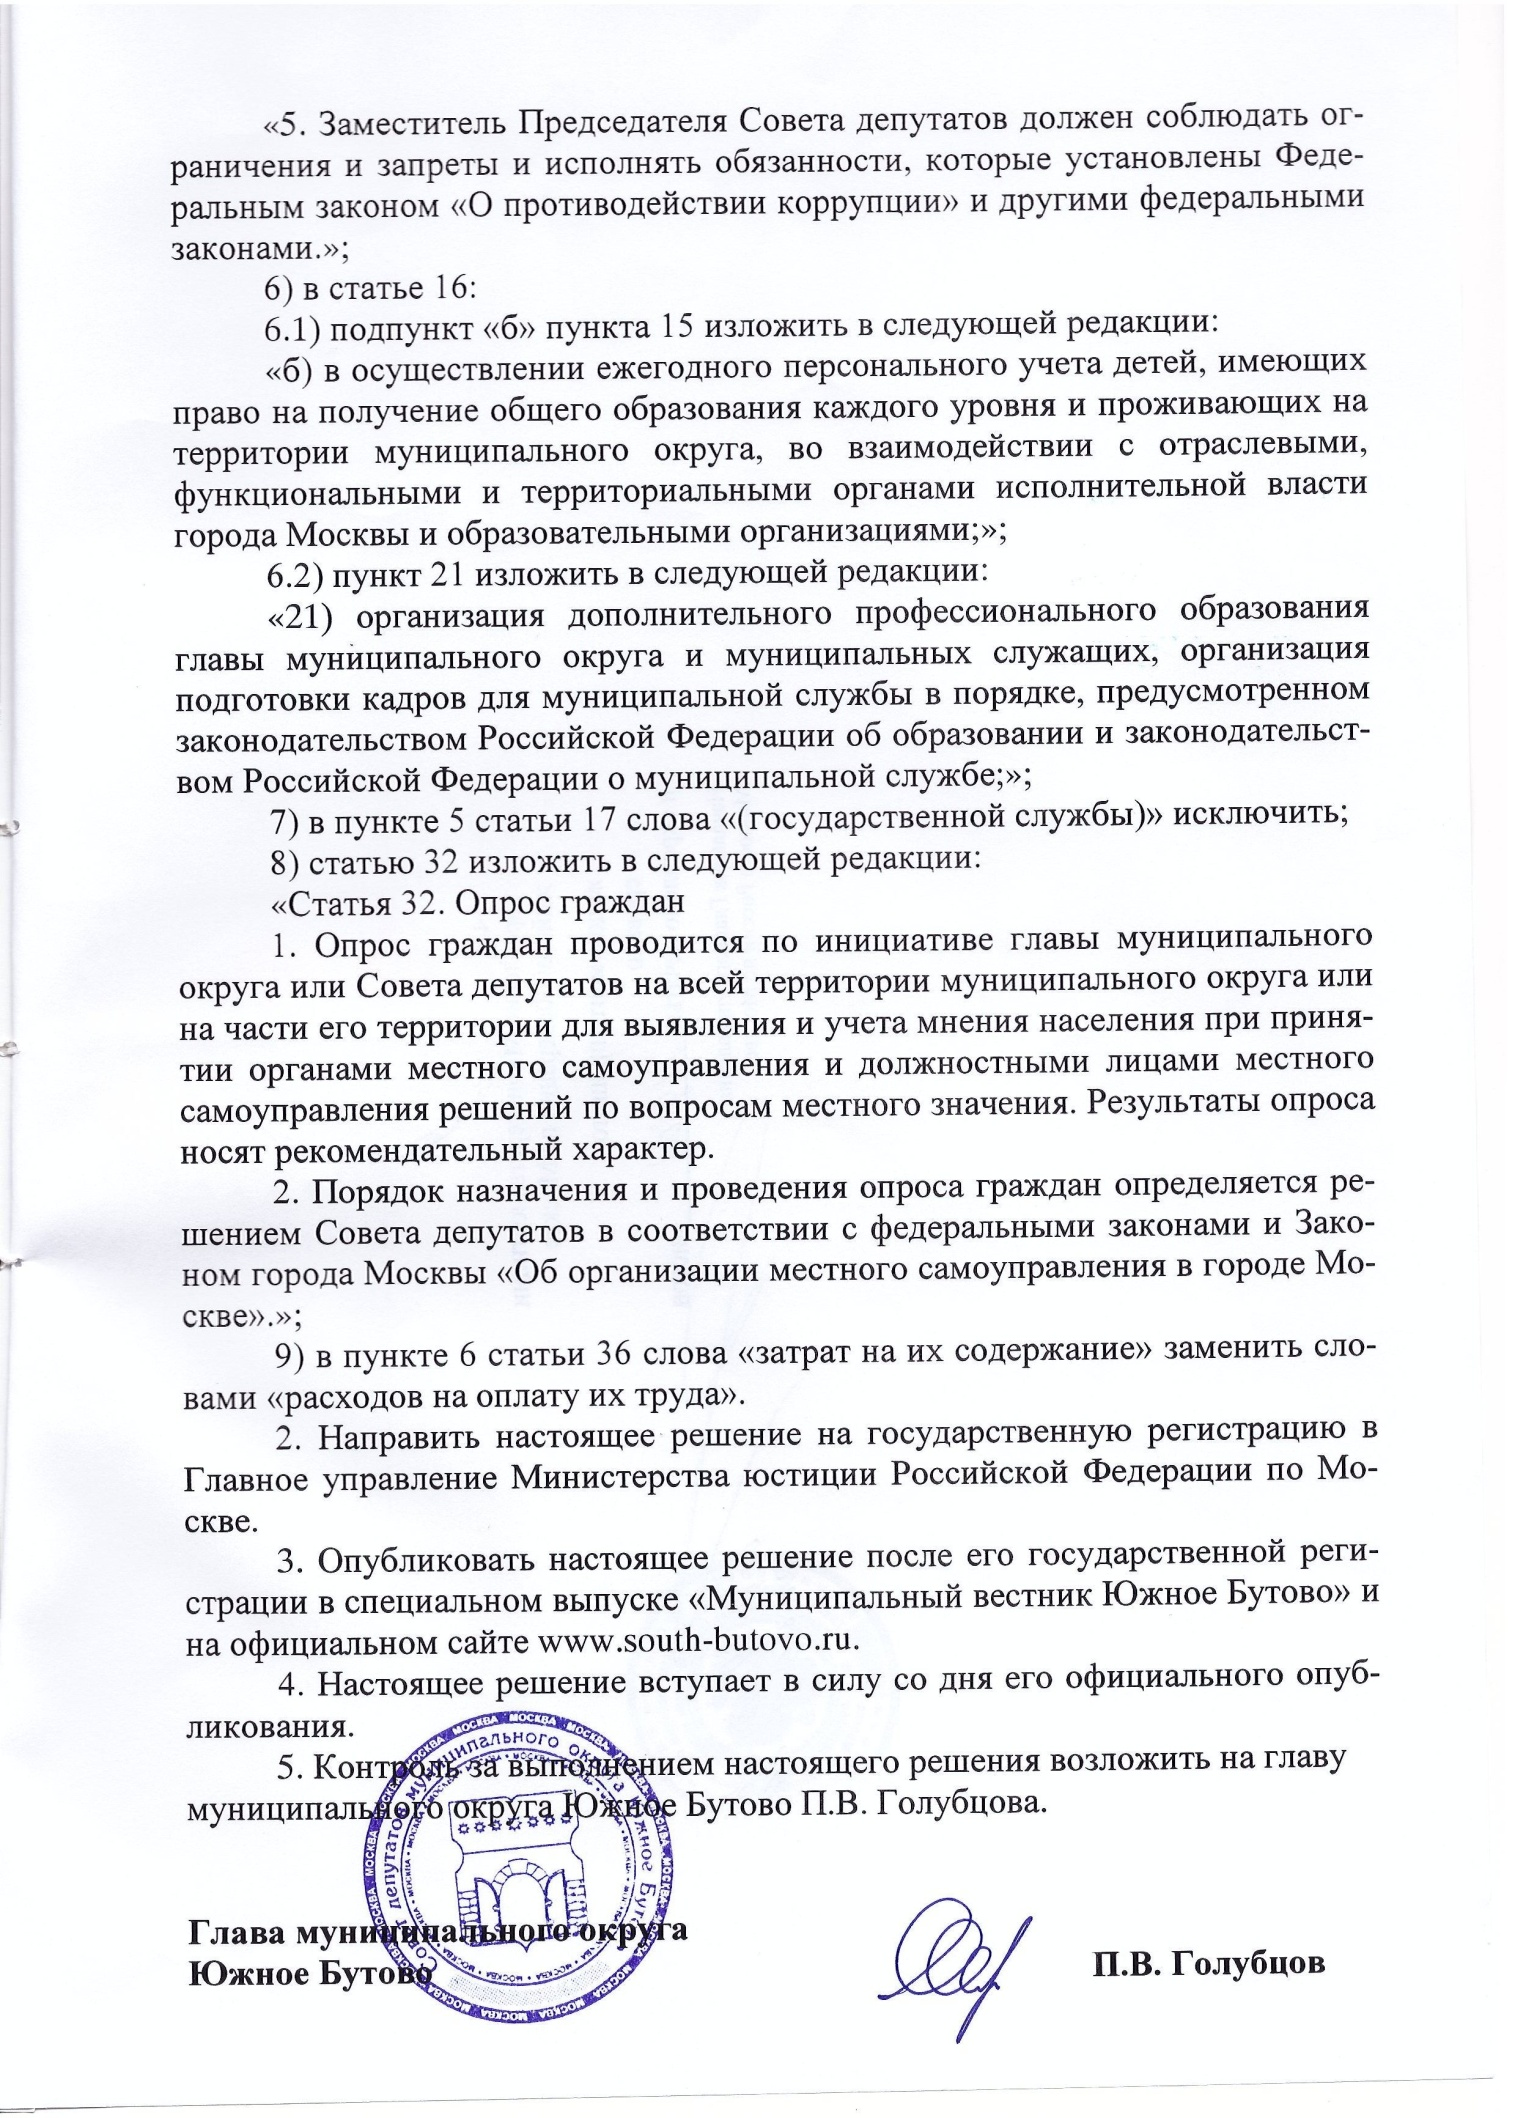 «5. Заместитель Председателя Совета депутатов должен соблюдать ог-
раничения и запреты и исполнять обязанности, которые установлены Феде-
ральным законом «О противодействии коррупции» и другими федеральными
законами.»;
6) в статье 16:
6.1) подпункт «б» пункта 15 изложить в следующей редакции:
«б) в осуществлении ежегодного персонального учета детей, имеющих
право на получение общего образования каждого уровня и проживающих на
территории муниципального округа, во взаимодействии с отраслевыми,
функциональными и территориальными органами исполнительной власти
города Москвы и образовательными организациями;»;
6.2) пункт 21 изложить в следующей редакции:
«21) организация дополнительного профессионального образования
главы муниципального округа и муниципальных служащих, организация
подготовки кадров для муниципальной службы в порядке, предусмотренном
законодательством Российской Федерации об образовании и законодательст-
вом Российской Федерации о муниципальной службе;»;
7) в пункте 5 статьи 17 слова «(государственной службы)» исключить;
8) статью 32 изложить в следующей редакции:
«Статья 32. Опрос граждан
1. Опрос граждан проводится по инициативе главы муниципального
округа или Совета депутатов на всей территории муниципального округа или
на части его территории для выявления и учета мнения населения при приня-
тии органами местного самоуправления и должностными лицами местного
самоуправления решений по вопросам местного значения. Результаты опроса
носят рекомендательный характер.
2. Порядок назначения и проведения опроса граждан определяется ре-
шением Совета депутатов в соответствии с федеральными законами и Зако-
ном города Москвы «Об организации местного самоуправления в городе Мо-
скве».»;
9) в пункте 6 статьи 36 слова «затрат на их содержание» заменить сло-
вами «расходов на оплату их труда».
2. Направить настоящее решение на государственную регистрацию в
Главное управление Министерства юстиции Российской Федерации по Мо-
скве.
3. Опубликовать настоящее решение после его государственной реги-
страции в специальном выпуске «Муниципальный вестник Южное Бутово» и
на официальном сайте www.south-butovo.ru.
4. Настоящее решение вступает в силу со дня его официального опуб-
ликования.
5. Контроль за выполнением настоящего решения возложить на главу
муниципального округа Южное Бутово П.В. Голубцова.
Совет депутатов муниципального округа Южное Бутово
Глава муниципального округа
Южное Бутово
П.В. Голубцов